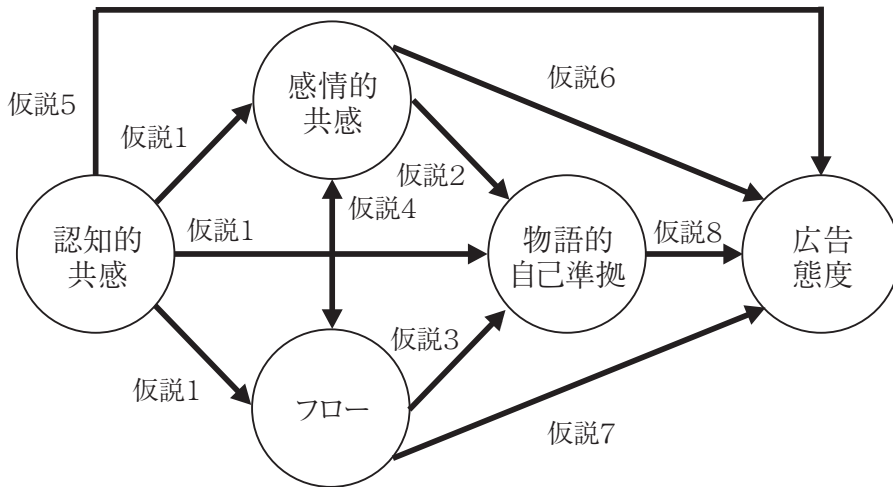 仮説5
仮説1
感情的
共感
仮説6
仮説2
仮説4
認知的
共感
仮説1
物語的
自己準拠
仮説8
広告
態度
仮説1
フロー
仮説3
仮説7